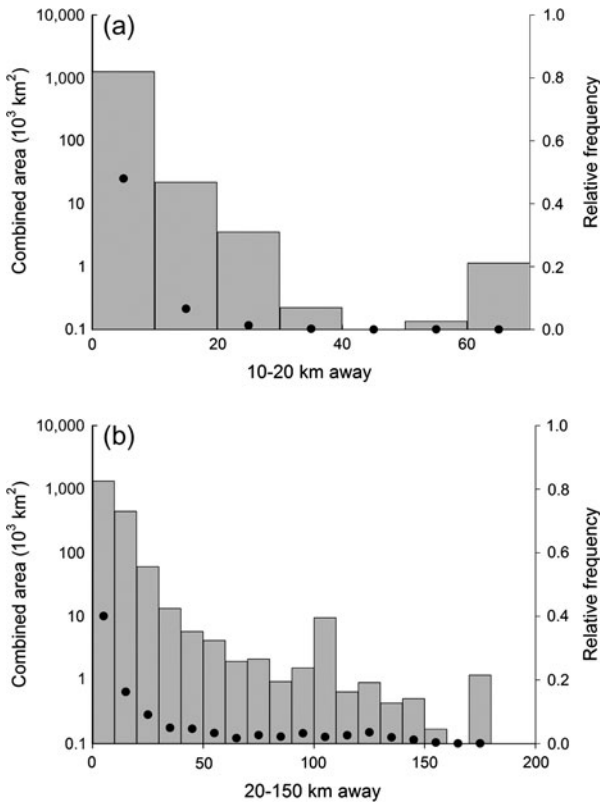 (a)
10,000
1,000
100
10
1
0.1
Combined area (10³ km²)
1.0
0.8
0.6
0.4
0.2
0.0
Relative frequency
0 20 40 60
10-20 km away
(b)
10,000
1,000
100
10
1
0.1
Combined area (10³ km²)
1.0
0.8
0.6
0.4
0.2
0.0
Relative frequency
0 50 100 150 200
20-150 km away